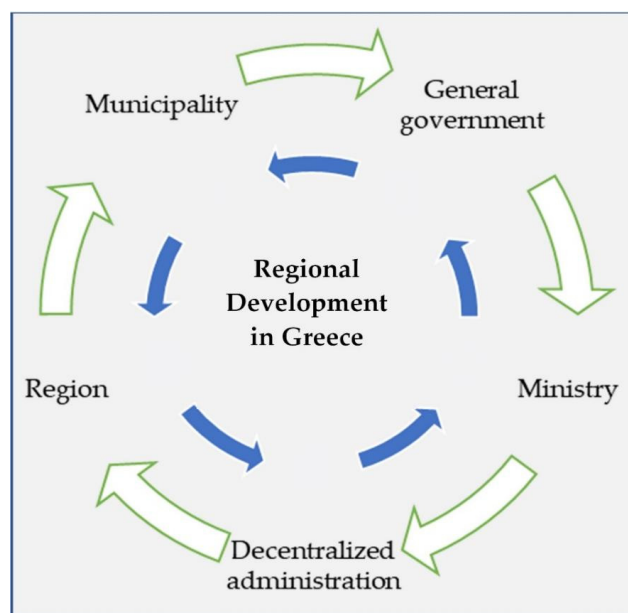 Municipality
General
government
Regional
Development
in Greece
Region
Ministry
Decentralized
administration